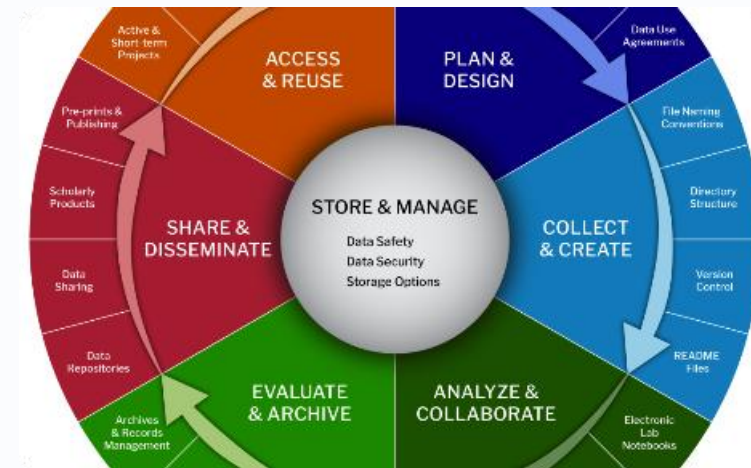 Active &
Short-term
Projects
ACCESS
& REUSE
PLAN &
DESIGN
Data Use
Agreements
Pre-prints &
Publishing
File Naming
Conventions
Scholarly
Products
Directory
Structure
STORE & MANAGE
Data Safety
Data Security
Storage Options
SHARE &
DISSEMINATE
COLLECT
& CREATE
Data
Sharing
Version
Control
Data
Repositories
README
Files
EVALUATE
& ARCHIVE
ANALYZE &
COLLABORATE
Archives
& Records
Management
Electronic
Lab
Notebooks